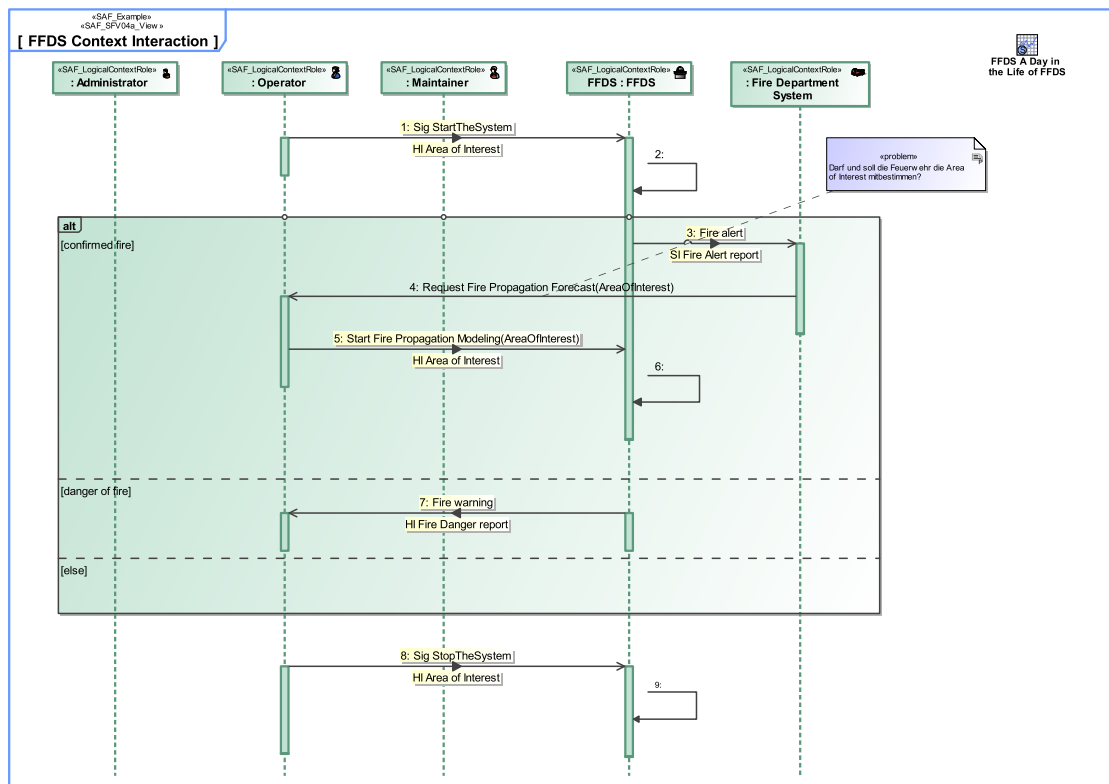 «SAF_Example»
«SAF_SFV04a_View »
[ FFDS Context Interaction ]
FFDS A Day in
the Life of FFDS
«SAF_LogicalContextRole»
: Administrator
«SAF_LogicalContextRole»
: Operator
«SAF_LogicalContextRole»
: Maintainer
«SAF_LogicalContextRole»
FFDS : FFDS
«SAF_LogicalContextRole»
: Fire Department
System
1: Sig StartTheSystem
HI Area of Interest
2:
«problem»
Darf und soll die Feuerwehr die Area
of Interest mitbestimmen?
alt
[confirmed fire]
3: Fire alert
SI Fire Alert report
4: Request Fire Propagation Forecast(AreaOfInterest)
5: Start Fire Propagation Modeling(AreaOfInterest)
HI Area of Interest
6:
[danger of fire]
7: Fire warning
HI Fire Danger report
[else]
8: Sig StopTheSystem
HI Area of Interest
9: